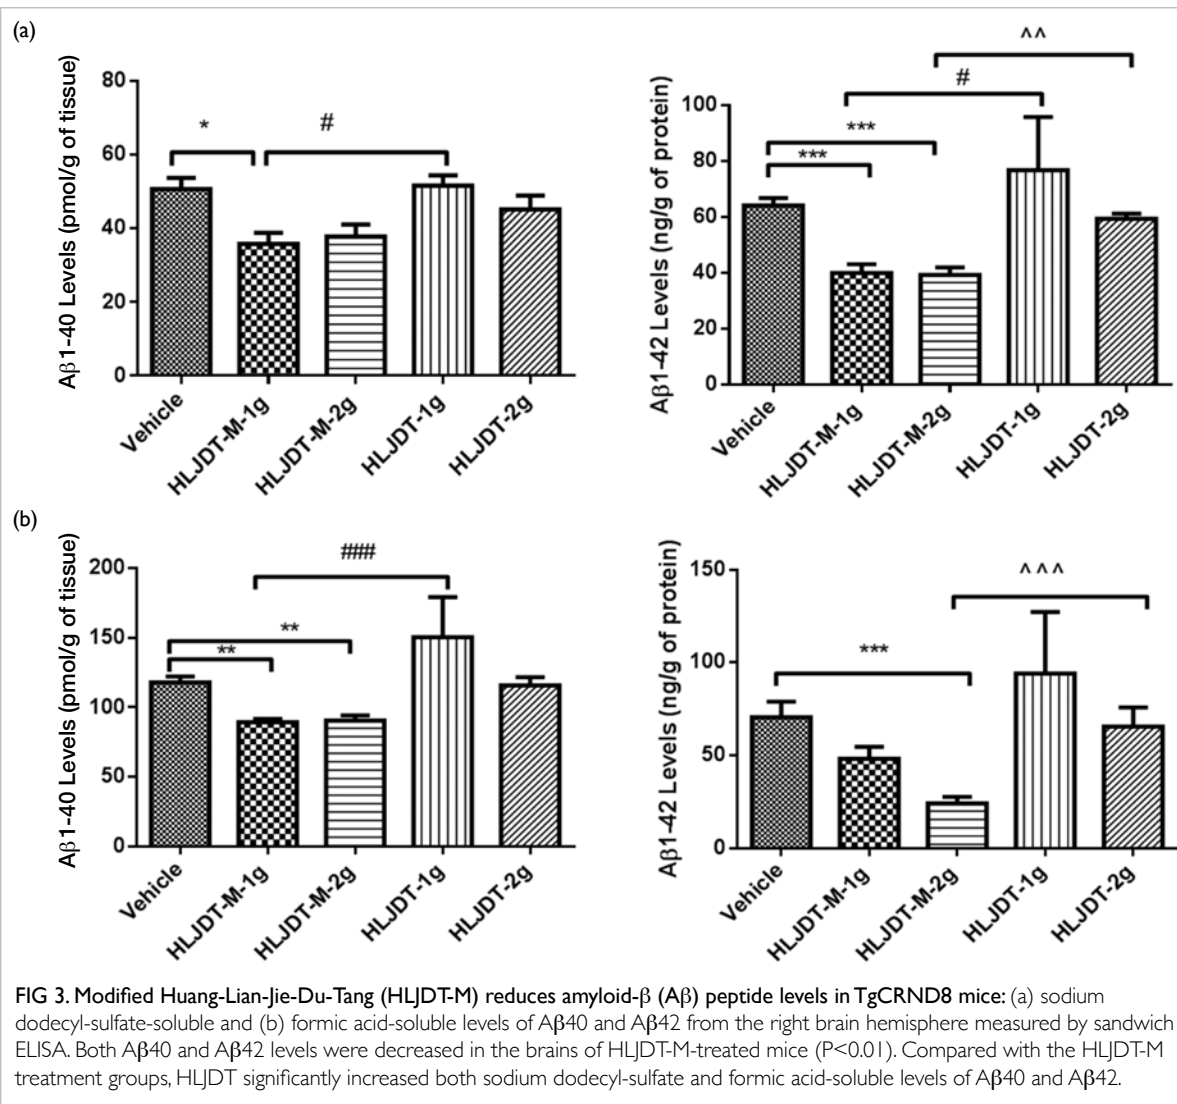 (a)
Aβ1-40 Levels (pmol/g of tissue)
80
60
40
20
0
*
#
Vehicle
HLJDT-M-1g
HLJDT-M-2g
HLJDT-1g
HLJDT-2g
Aβ1-42 Levels (ng/g of protein)
100
80
60
40
20
0
^^
#
***
***
Vehicle
HLJDT-M-1g
HLJDT-M-2g
HLJDT-1g
HLJDT-2g
(b)
Aβ1-40 Levels (pmol/g of tissue)
200
150
100
50
0
###
**
**
Vehicle
HLJDT-M-1g
HLJDT-M-2g
HLJDT-1g
HLJDT-2g
Aβ1-42 Levels (ng/g of protein)
150
100
50
0
^^^
***
Vehicle
HLJDT-M-1g
HLJDT-M-2g
HLJDT-1g
HLJDT-2g
FIG 3. Modified Huang-Lian-Jie-Du-Tang (HLJDT-M) reduces amyloid-β (Aβ) peptide levels in TgCRND8 mice: (a) sodium
dodecyl-sulfate-soluble and (b) formic acid-soluble levels of Aβ40 and Aβ42 from the right brain hemisphere measured by sandwich
ELISA. Both Aβ40 and Aβ42 levels were decreased in the brains of HLJDT-M-treated mice (P<0.01). Compared with the HLJDT-M
treatment groups, HLJDT significantly increased both sodium dodecyl-sulfate and formic acid-soluble levels of Aβ40 and Aβ42.